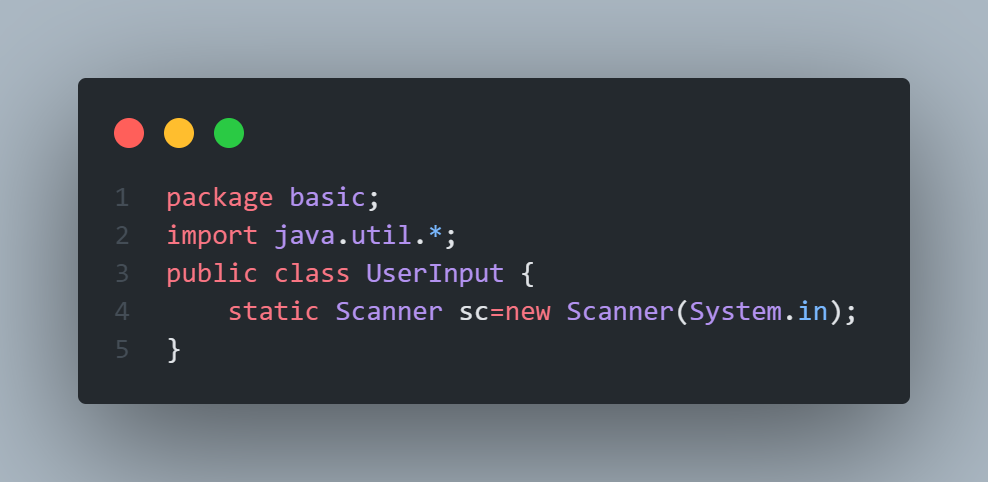 1 package basic;
2 import java.util.*;
3 public class UserInput {
4     static Scanner sc=new Scanner(System.in);
5 }